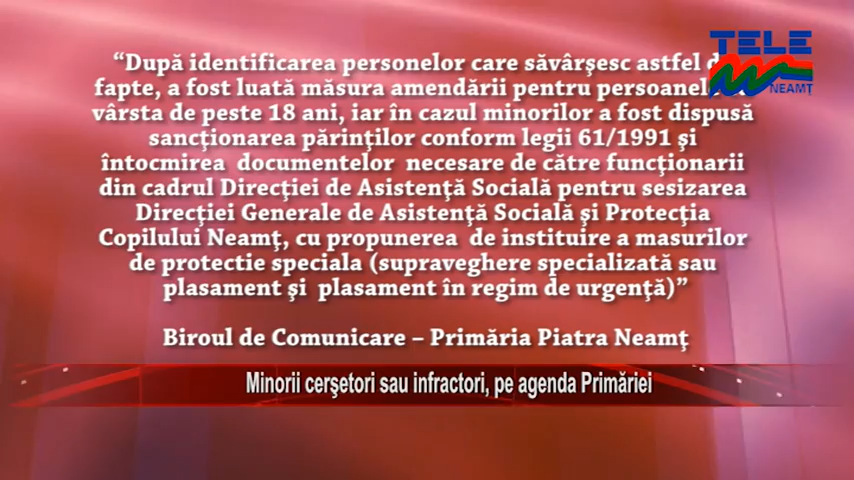 “După identificarea personelor care săvârşesc astfel d
fapte, a fost luată măsura amendării pentru persoanele
vârsta de peste 18 ani, iar în cazul minorilor a fost dispusă
sancţionarea părinţilor conform legii 61/1991 şi
întocmirea documentelor necesare de către funcţionarii
din cadrul Direcţiei de Asistenţă Socială pentru sesizarea
Direcţiei Generale de Asistenţă Socială şi Protecţia
Copilului Neamţ, cu propunerea de instituire a masurilor
de protectie speciala (supraveghere specializată sau
plasament şi plasament în regim de urgenţă)”
Biroul de Comunicare – Primăria Piatra Neamţ
Minorii cerşetori sau infractori, pe agenda Primăriei
TELE
NEAMŢ